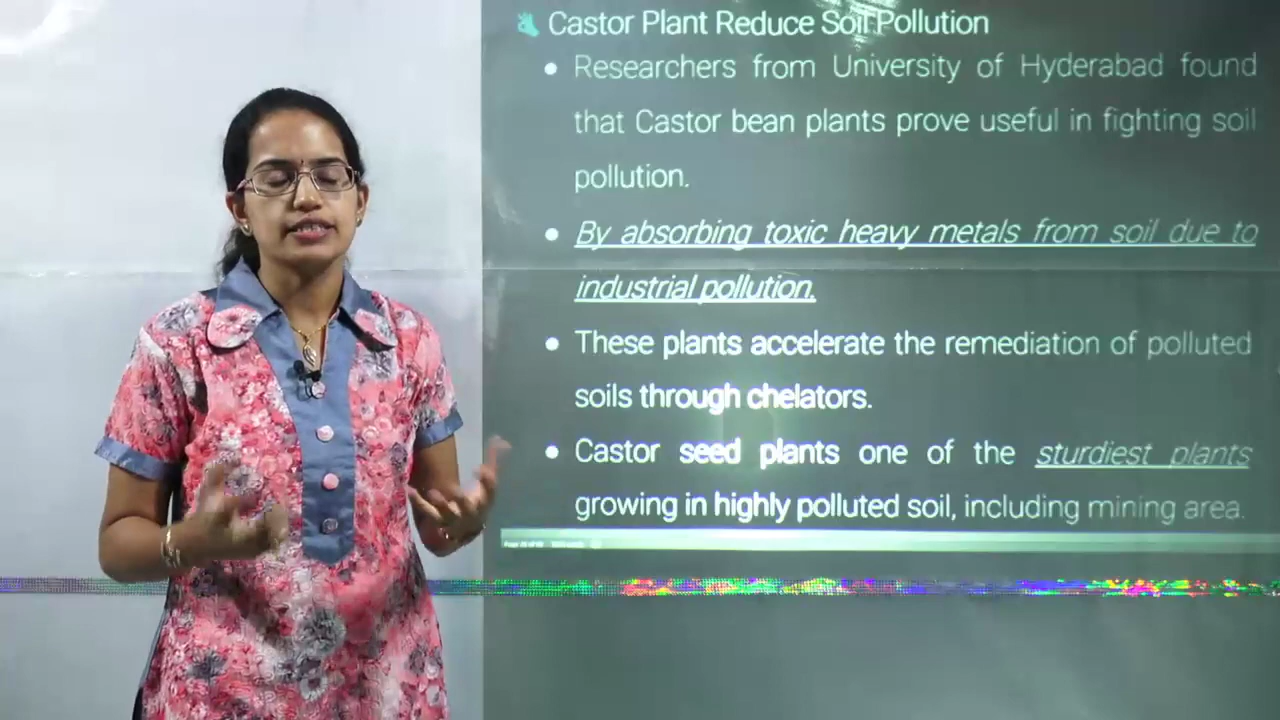 Castor Plant Reduce Soil Pollution
• Researchers from University of Hyderabad found
that Castor bean plants prove useful in fighting soil
pollution.
• By absorbing toxic heavy metals from soil due to
industrial pollution.
• These plants accelerate the remediation of polluted
soils through chelators.
• Castor seed plants one of the sturdiest plants
growing in highly polluted soil, including mining area.